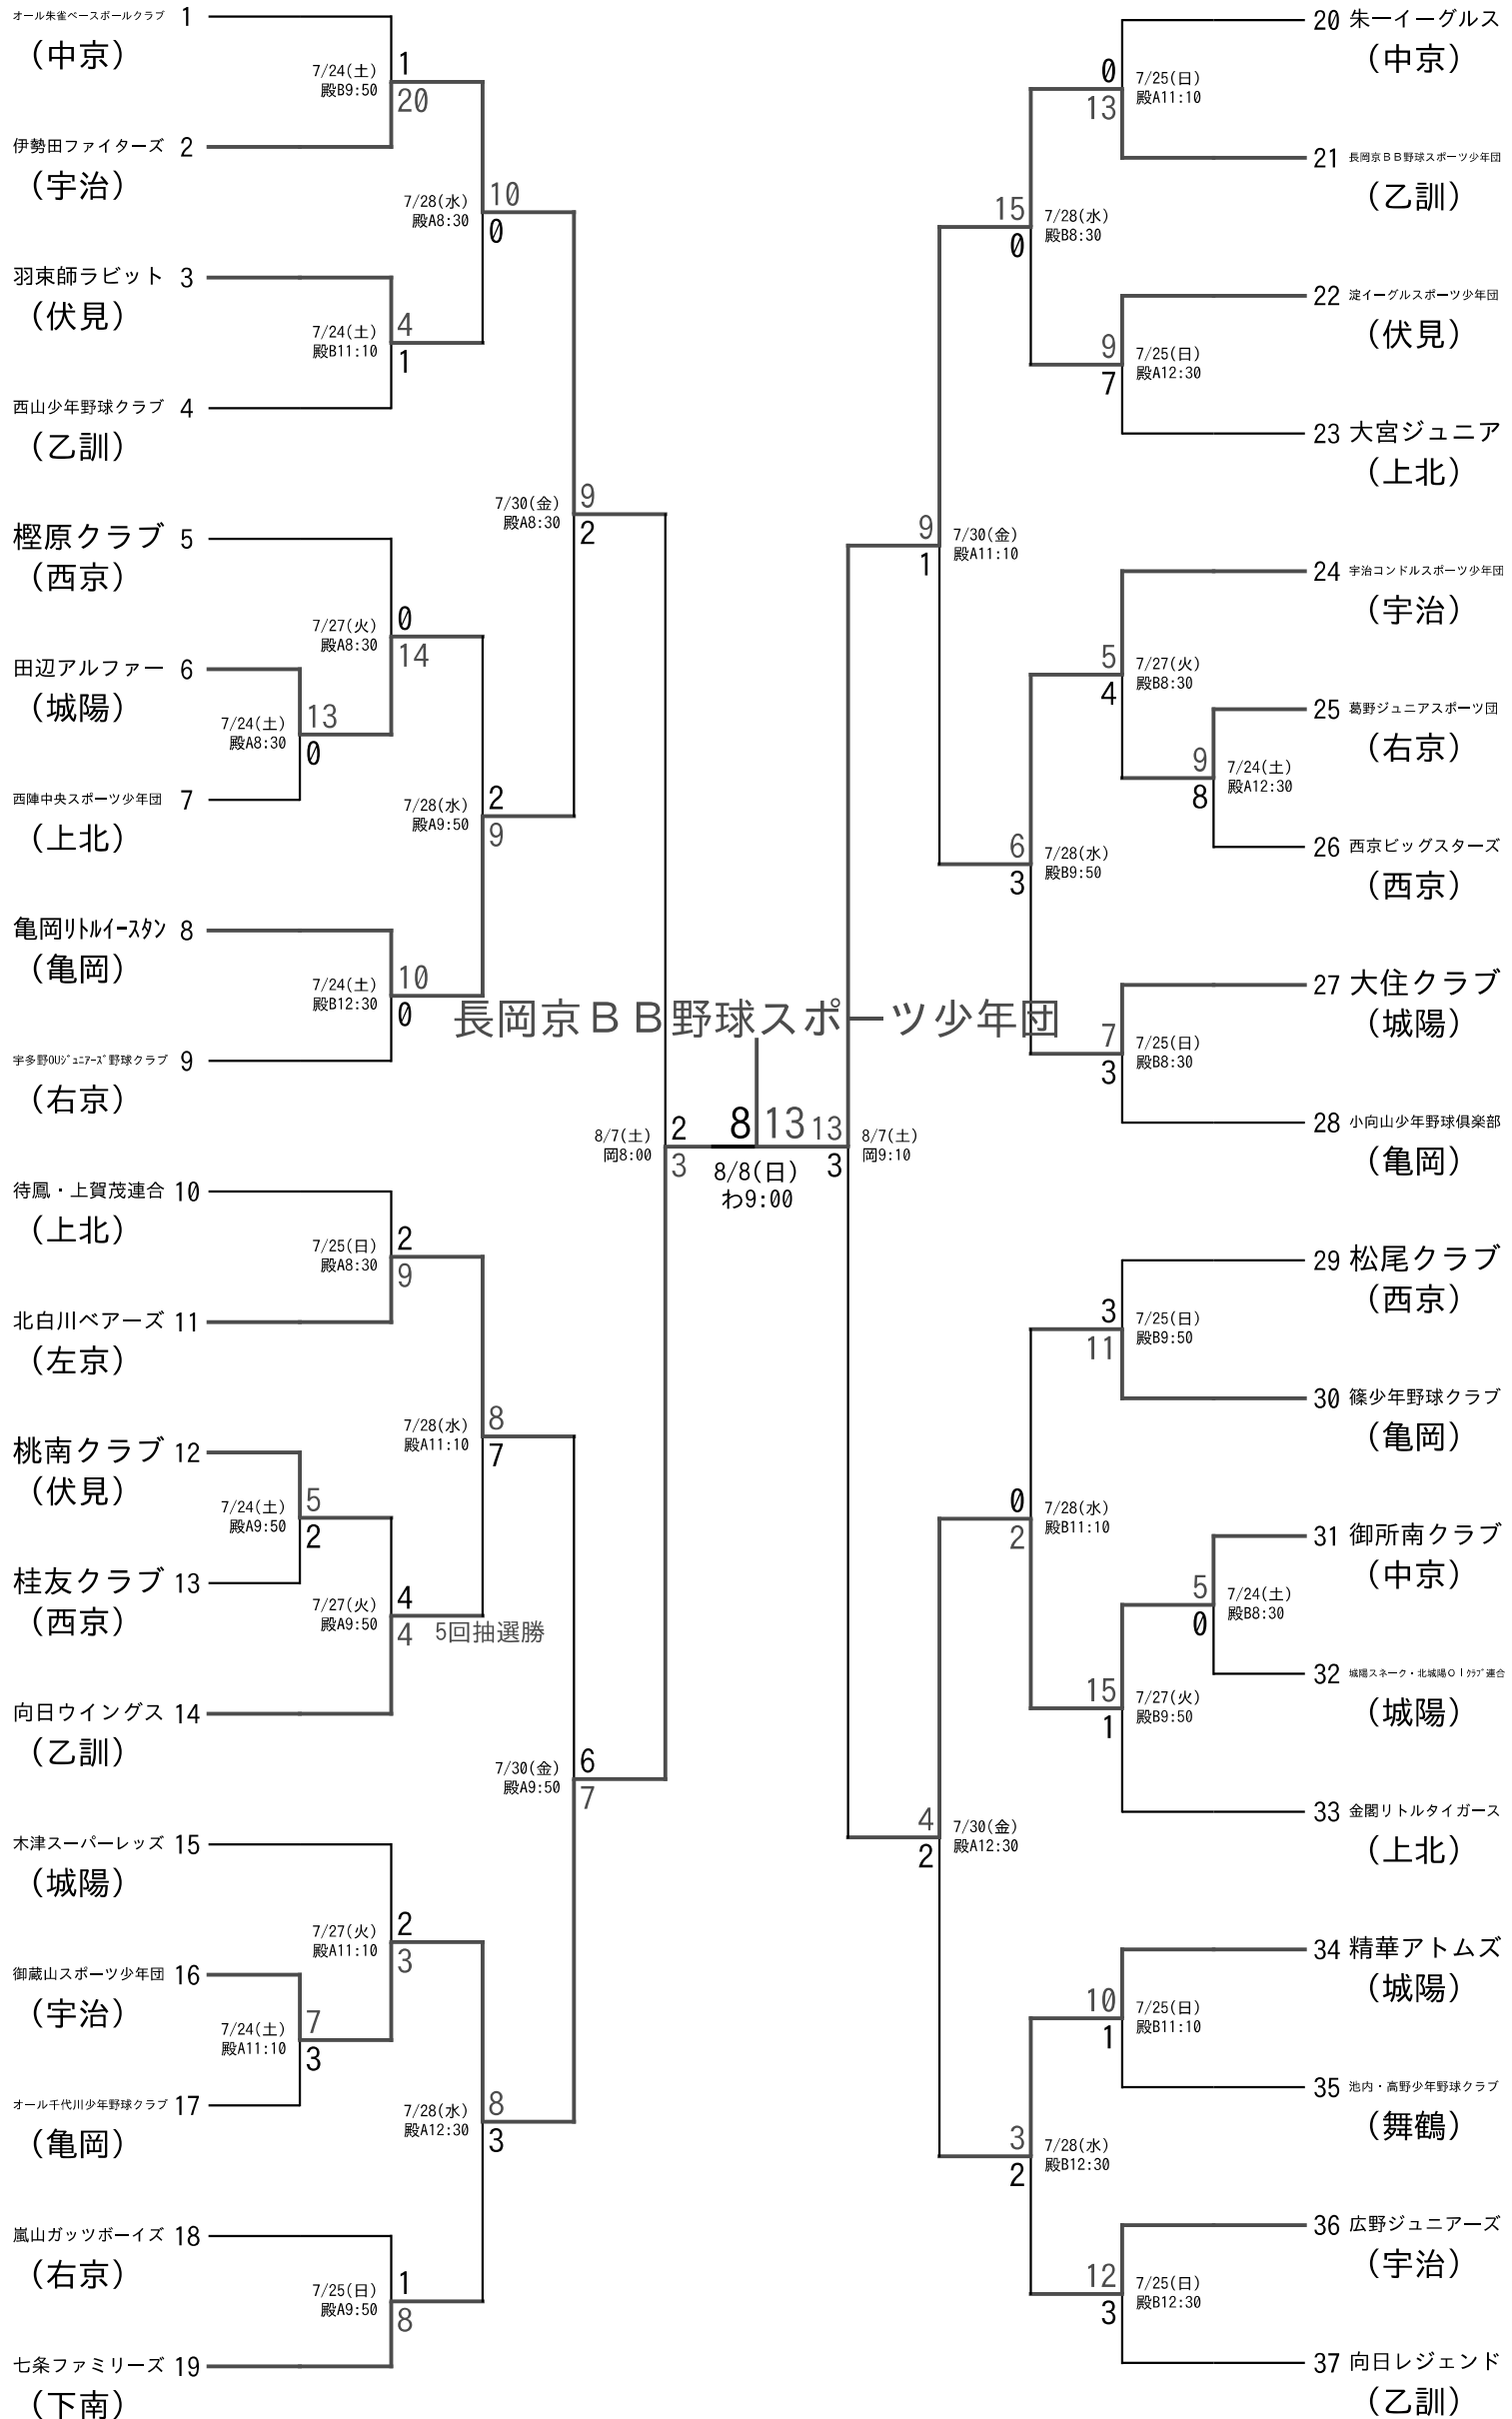 オール朱雀ベースボールクラブ 1
（中京）
7/24(土)
殿B9:50
1
20
伊勢田ファイターズ 2
（宇治）
7/28(水)
殿A8:30
10
0
羽束師ラビット 3
（伏見）
7/24(土)
殿B11:10
4
1
西山少年野球クラブ 4
（乙訓）
7/30(金)
殿A8:30
9
2
樫原クラブ 5
（西京）
7/27(火)
殿A8:30
0
14
田辺アルファー 6
（城陽）
7/24(土)
殿A8:30
13
0
西陣中央スポーツ少年団 7
（上北）
7/28(水)
殿A9:50
2
9
亀岡ﾘﾄﾙｲｰｽﾀﾝ 8
（亀岡）
7/24(土)
殿B12:30
10
0
宇多野OUｼﾞｭﾆｱｰｽﾞ野球クラブ 9
（右京）
長岡京ＢＢ野球スポーツ少年団
8/7(土)
岡8:00
2
3
8 13
8/8(日)
わ9:00
13
3
8/7(土)
岡9:10
待鳳・上賀茂連合 10
（上北）
7/25(日)
殿A8:30
2
9
北白川ベアーズ 11
（左京）
7/28(水)
殿A11:10
8
7
桃南クラブ 12
（伏見）
7/24(土)
殿A9:50
5
2
桂友クラブ 13
（西京）
7/27(火)
殿A9:50
4
4 5回抽選勝
向日ウイングス 14
（乙訓）
7/30(金)
殿A9:50
6
7
木津スーパーレッズ 15
（城陽）
7/27(火)
殿A11:10
2
3
御蔵山スポーツ少年団 16
（宇治）
7/24(土)
殿A11:10
7
3
オール千代川少年野球クラブ 17
（亀岡）
7/28(水)
殿A12:30
8
3
嵐山ガッツボーイズ 18
（右京）
7/25(日)
殿A9:50
1
8
七条ファミリーズ 19
（下南）
20 朱一イーグルス
（中京）
0
13
7/25(日)
殿A11:10
21 長岡京ＢＢ野球スポーツ少年団
（乙訓）
15
0
7/28(水)
殿B8:30
22 淀イーグルスポーツ少年団
（伏見）
9
7
7/25(日)
殿A12:30
23 大宮ジュニア
（上北）
9
1
7/30(金)
殿A11:10
24 宇治コンドルスポーツ少年団
（宇治）
5
4
7/27(火)
殿B8:30
25 葛野ジュニアスポーツ団
（右京）
9
8
7/24(土)
殿A12:30
26 西京ビッグスターズ
（西京）
6
3
7/28(水)
殿B9:50
27 大住クラブ
（城陽）
7
3
7/25(日)
殿B8:30
28 小向山少年野球倶楽部
（亀岡）
29 松尾クラブ
（西京）
3
11
7/25(日)
殿B9:50
30 篠少年野球クラブ
（亀岡）
0
2
7/28(水)
殿B11:10
31 御所南クラブ
（中京）
5
0
7/24(土)
殿B8:30
32 城陽スネーク・北城陽ＯＩｸﾗﾌﾞ連合
（城陽）
15
1
7/27(火)
殿B9:50
33 金閣リトルタイガース
（上北）
4
2
7/30(金)
殿A12:30
34 精華アトムズ
（城陽）
10
1
7/25(日)
殿B11:10
35 池内・高野少年野球クラブ
（舞鶴）
3
2
7/28(水)
殿B12:30
36 広野ジュニアーズ
（宇治）
12
3
7/25(日)
殿B12:30
37 向日レジェンド
（乙訓）